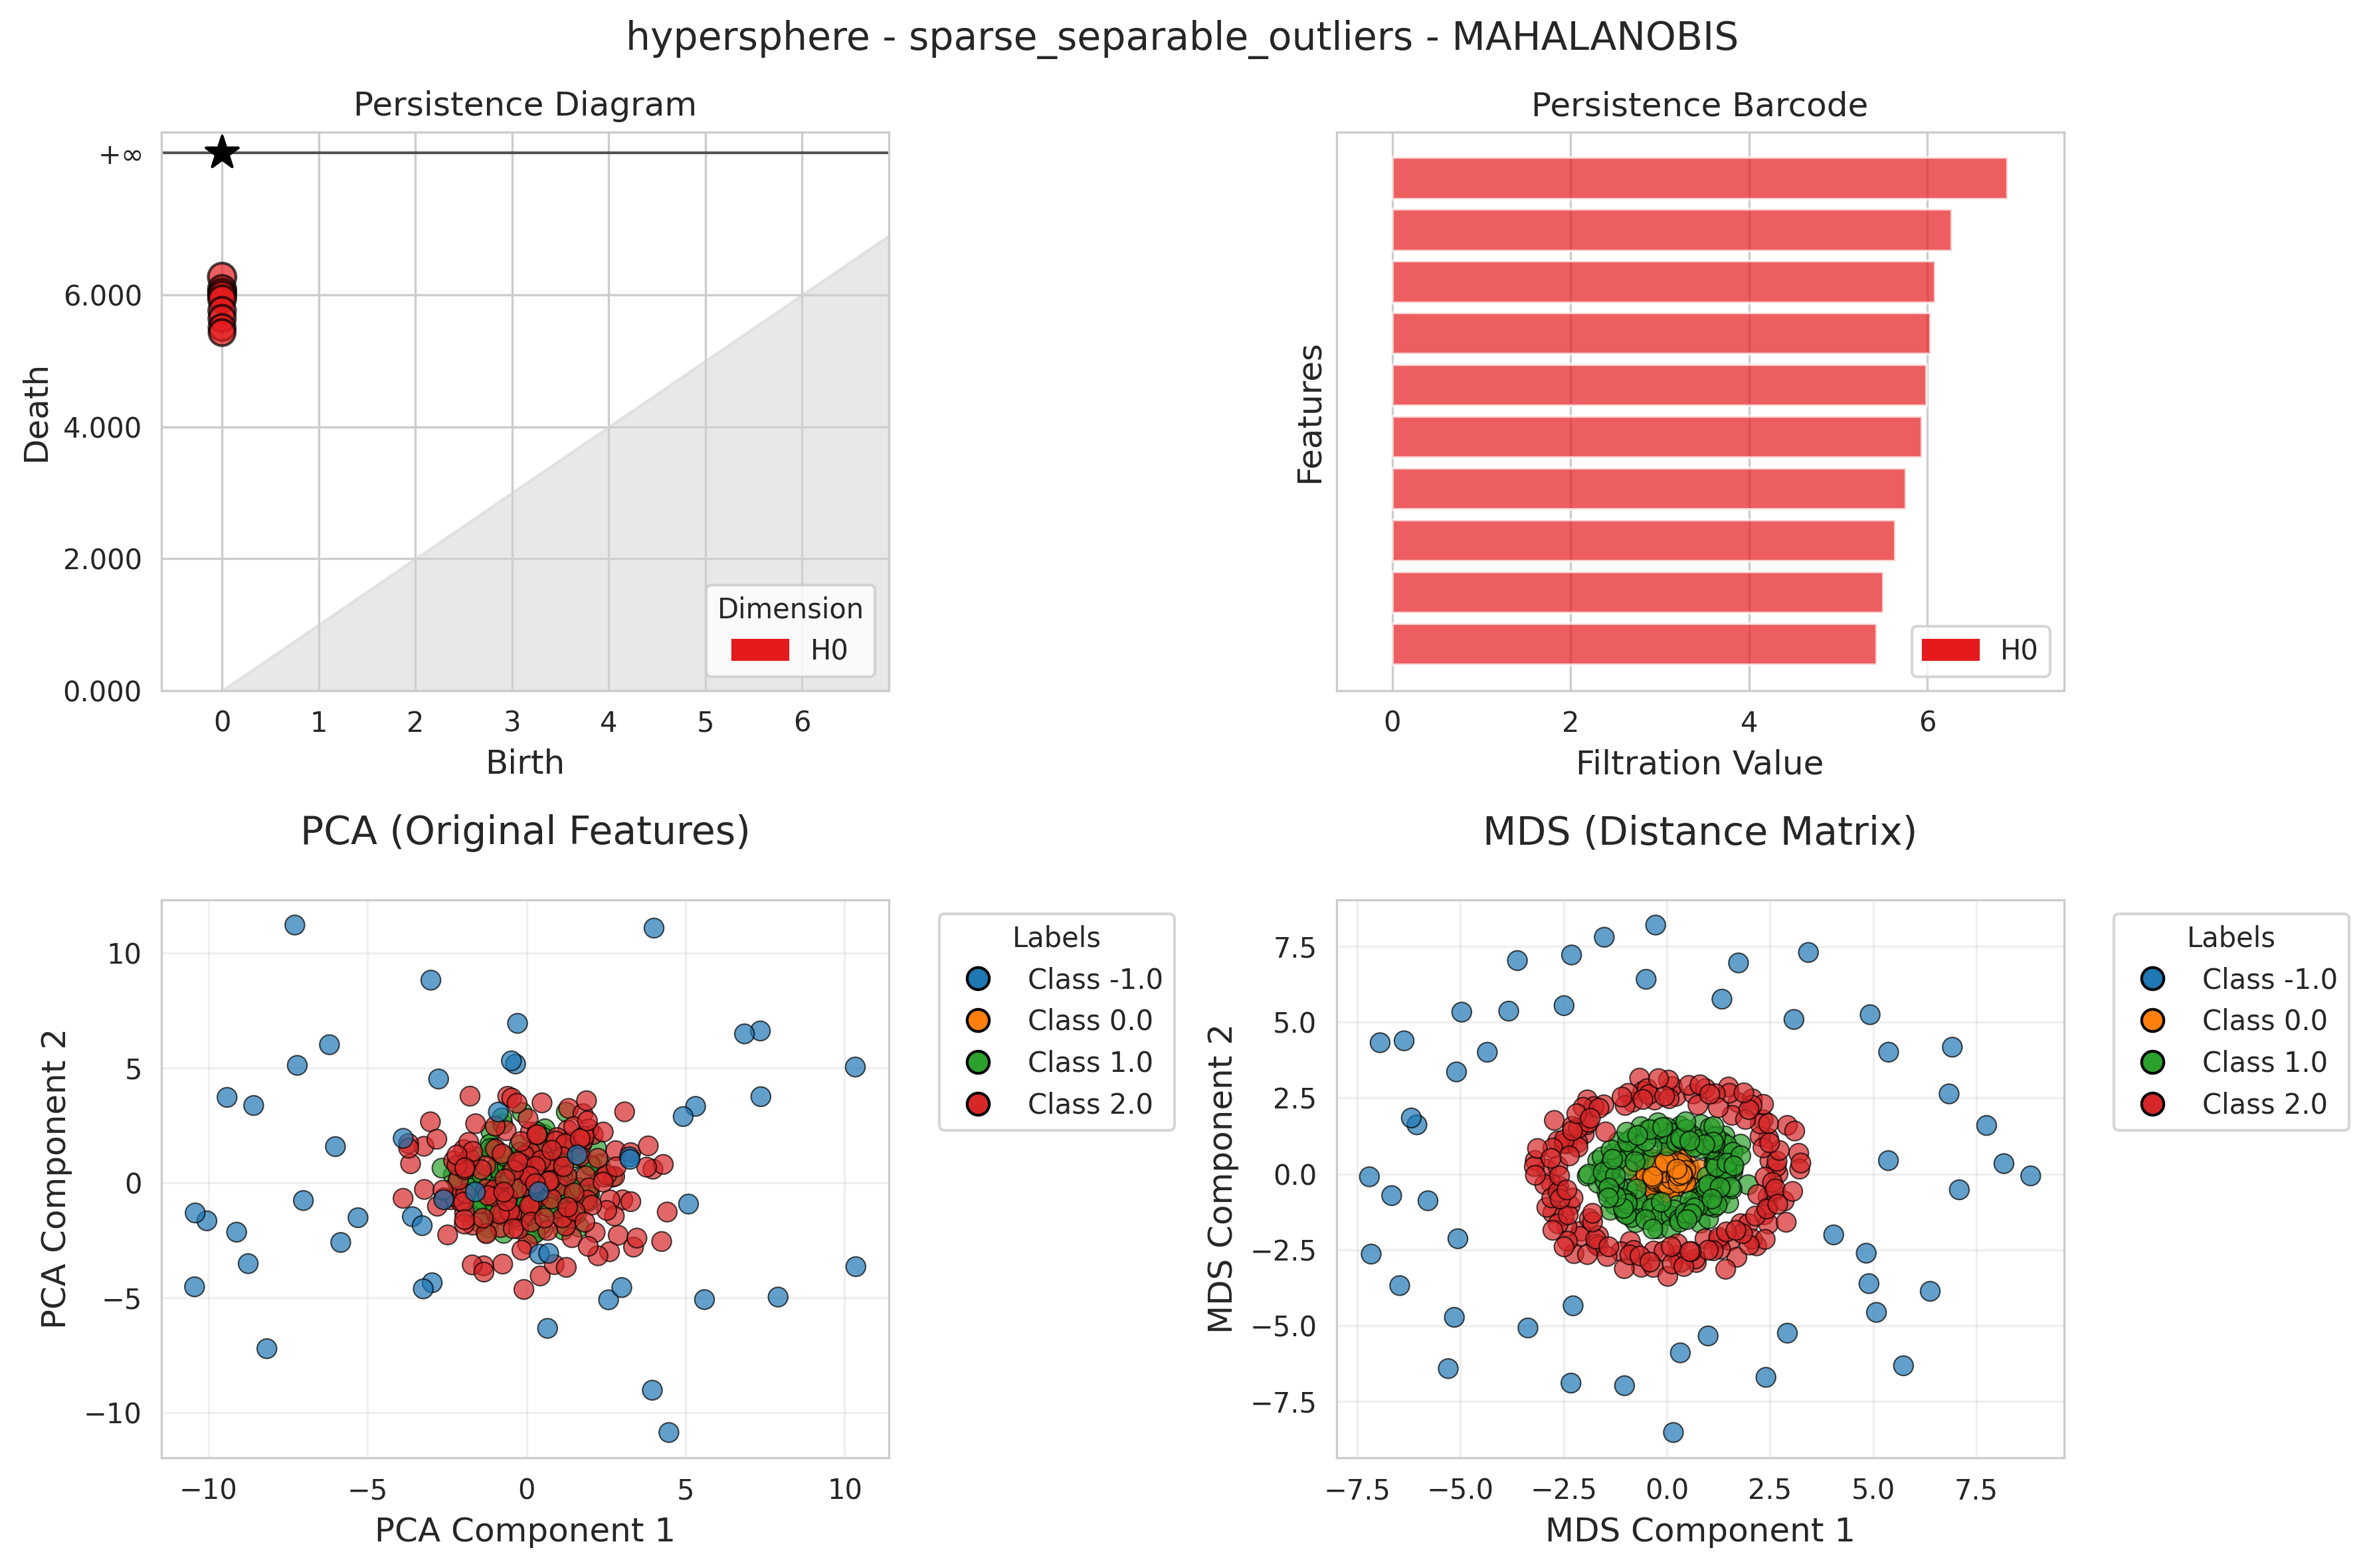 hypersphere - sparse_separable_outliers - MAHALANOBIS
Persistence Diagram
+∞
6.000
4.000
2.000
0.000
Death
0 1 2 3 4 5 6
Birth
Dimension
H0
Persistence Barcode
Features
0 2 4 6
Filtration Value
H0
PCA (Original Features)
10
5
0
−5
−10
PCA Component 2
−10 −5 0 5 10
PCA Component 1
Labels
Class -1.0
Class 0.0
Class 1.0
Class 2.0
MDS (Distance Matrix)
7.5
5.0
2.5
0.0
−2.5
−5.0
−7.5
MDS Component 2
−7.5 −5.0 −2.5 0.0 2.5 5.0 7.5
MDS Component 1
Labels
Class -1.0
Class 0.0
Class 1.0
Class 2.0